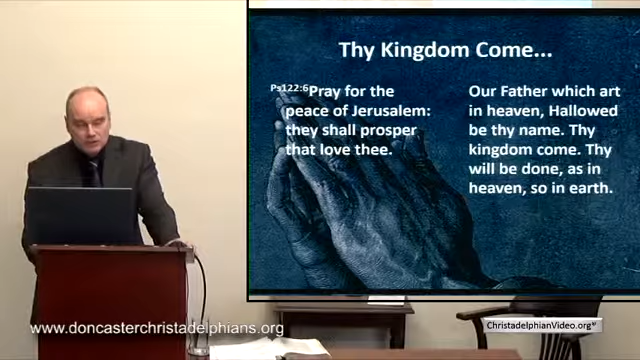 Thy Kingdom Come...
Ps122:6Pray for the
peace of Jerusalem:
they shall prosper
that love thee.
Our Father which art
in heaven, Hallowed
be thy name. Thy
kingdom come. Thy
will be done, as in
heaven, so in earth.
www.doncasterchristadelphians.org
ChristadelphianVideo.org